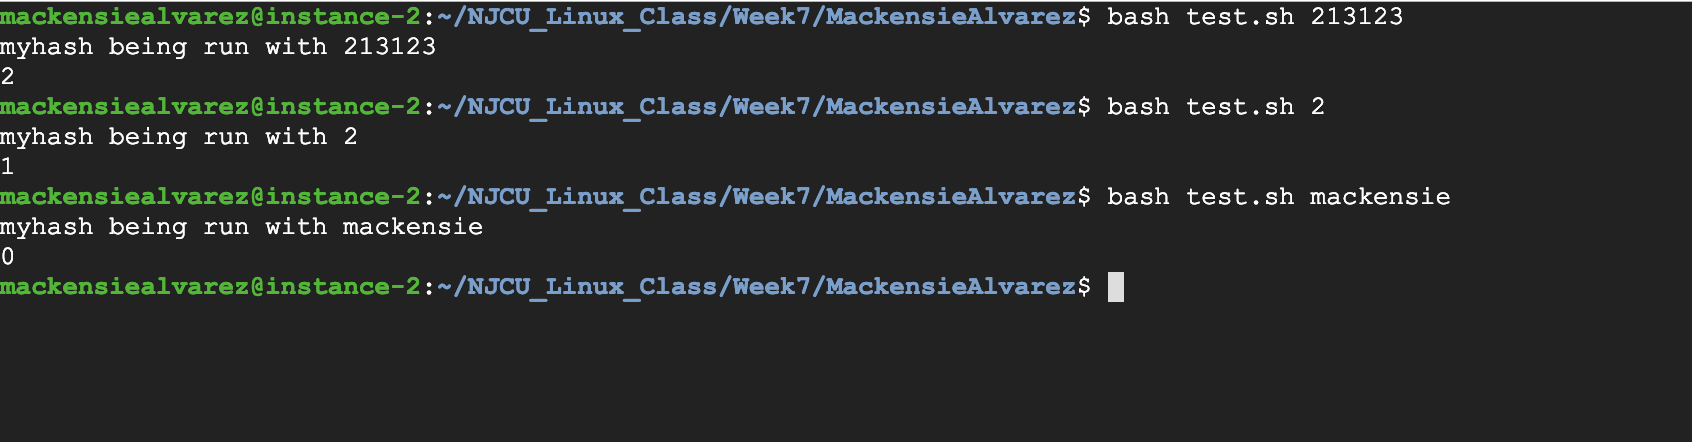 mackensiealvarez@instance-2:~/NJCU_Linux_Class/Week7/MackensieAlvarez$ bash test.sh 213123
myhash being run with 213123
2
mackensiealvarez@instance-2:~/NJCU_Linux_Class/Week7/MackensieAlvarez$ bash test.sh 2
myhash being run with 2
1
mackensiealvarez@instance-2:~/NJCU_Linux_Class/Week7/MackensieAlvarez$ bash test.sh mackensie
myhash being run with mackensie
0
mackensiealvarez@instance-2:~/NJCU_Linux_Class/Week7/MackensieAlvarez$